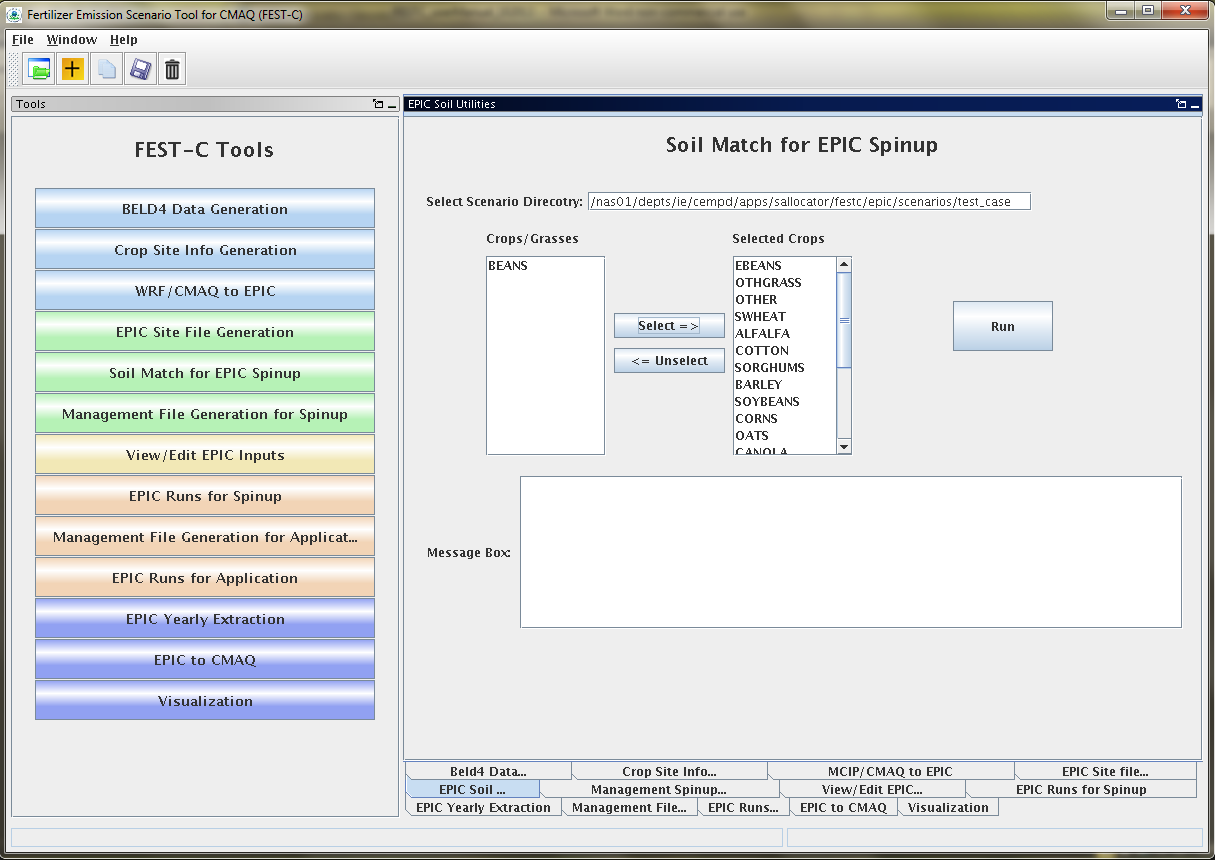 Fertilizer Emission Scenario Tool for CMAQ (FEST-C)
File Window Help
Tools
EPIC Soil Utilities
FEST-C Tools
BELD4 Data Generation
Crop Site Info Generation
WRF/CMAQ to EPIC
EPIC Site File Generation
Soil Match for EPIC Spinup
Management File Generation for Spinup
View/Edit EPIC Inputs
EPIC Runs for Spinup
Management File Generation for Applicat...
EPIC Runs for Application
EPIC Yearly Extraction
EPIC to CMAQ
Visualization
Soil Match for EPIC Spinup
Select Scenario Direcotry: /nas01/depts/ie/cempd/apps/sallocator/festc/epic/scenarios/test_case
Crops/Grasses
BEANS
Select =>
<= Unselect
Selected Crops
EBEANS
OTHGRASS
OTHER
SWHEAT
ALFALFA
COTTON
SORGHUMS
BARLEY
SOYBEANS
CORNS
OATS
CANOLA
Run
Message Box:
Beld4 Data... Crop Site Info... MCIP/CMAQ to EPIC EPIC Site file...
EPIC Soil ... Management Spinup... View/Edit EPIC... EPIC Runs for Spinup
EPIC Yearly Extraction Management File... EPIC Runs... EPIC to CMAQ Visualization